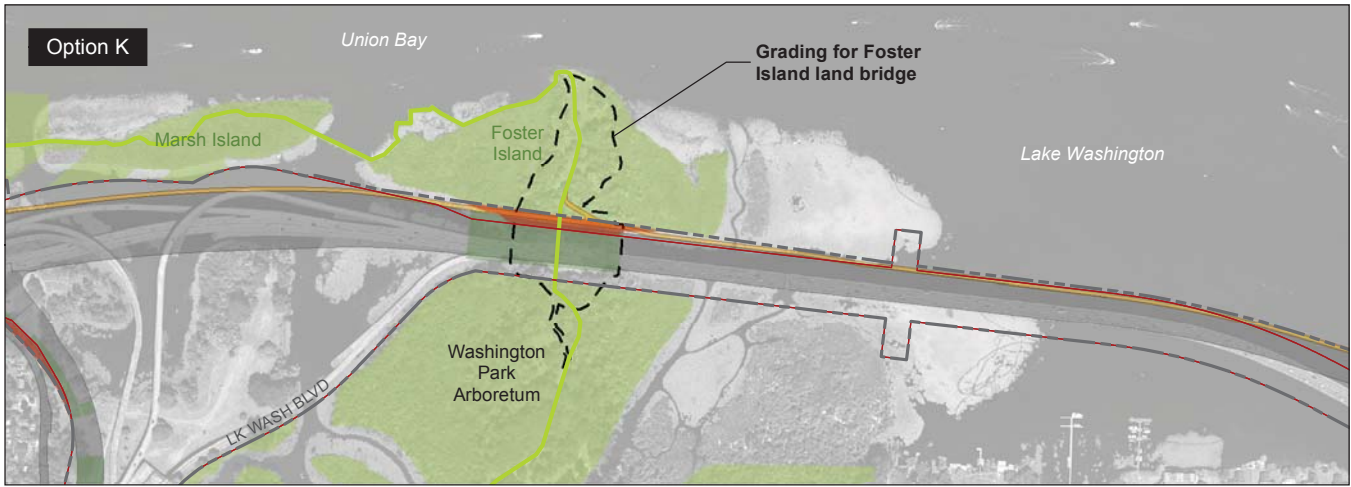 Option K
Union Bay
Grading for Foster
Island land bridge
Marsh Island
Foster
Island
Lake Washington
Washington
Park
Arboretum
LK WASH BLVD